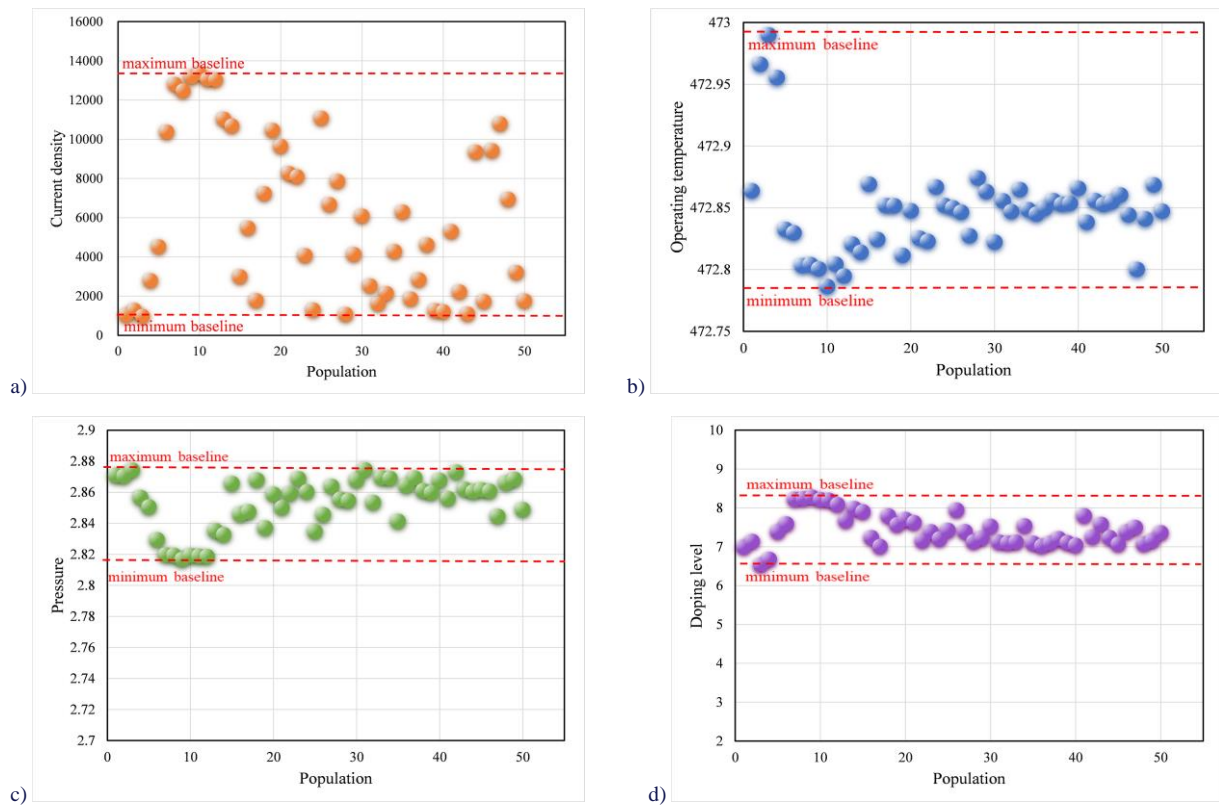 16000
14000
12000
10000
8000
6000
4000
2000
0
0 10 20 30 40 50
maximum baseline
minimum baseline
Current density
Population
a)
473
472.95
472.9
472.85
472.8
472.75
0 10 20 30 40 50
maximum baseline
minimum baseline
Operating temperature
Population
b)
2.9
2.88
2.86
2.84
2.82
2.8
2.78
2.76
2.74
2.72
2.7
0 10 20 30 40 50
maximum baseline
minimum baseline
Pressure
Population
c)
10
9
8
7
6
5
4
3
2
0 10 20 30 40 50
maximum baseline
minimum baseline
Doping level
Population
d)